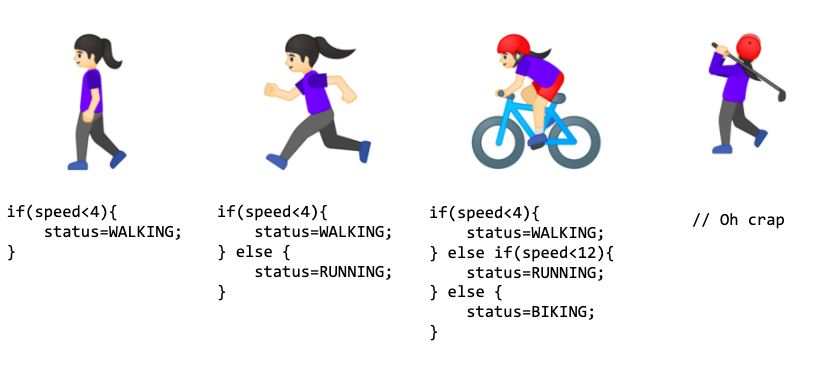 if(speed<4){
    status=WALKING;
}
if(speed<4){
    status=WALKING;
} else {
    status=RUNNING;
}
if(speed<4){
    status=WALKING;
} else if(speed<12){
    status=RUNNING;
} else {
    status=BIKING;
}
// Oh crap